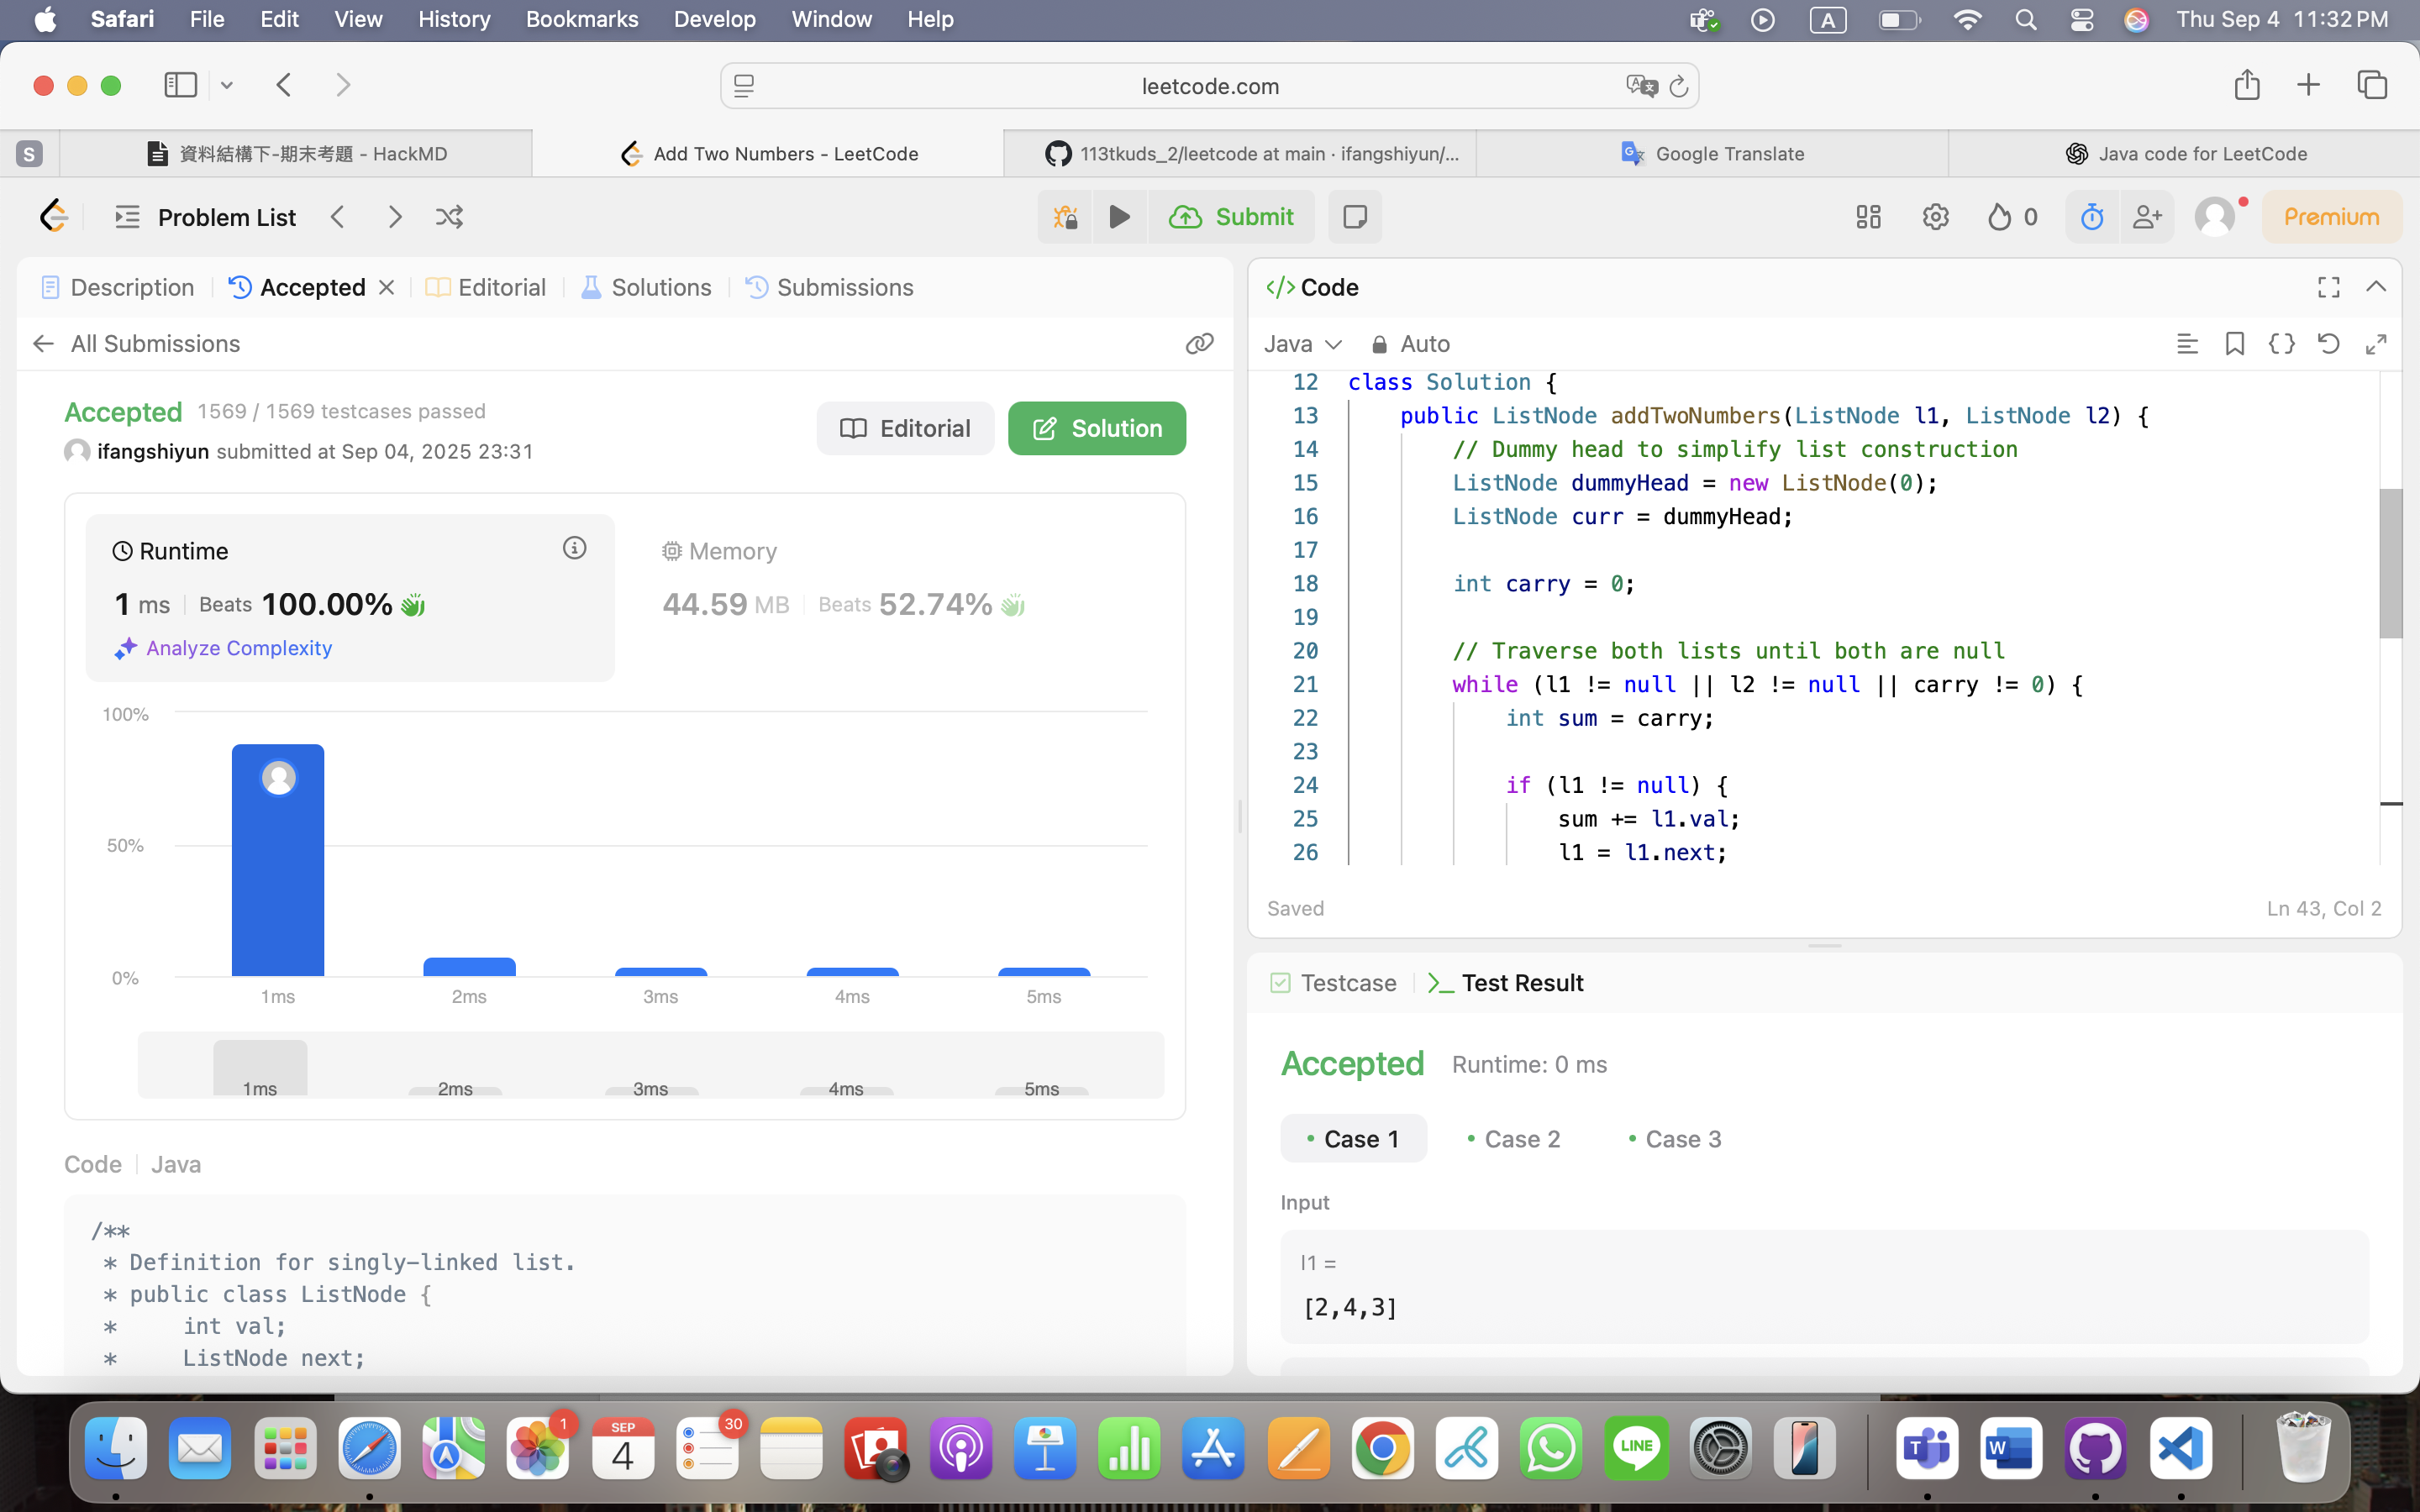 Safari File Edit View History Bookmarks Develop Window Help A Thu Sep 4 11:32 PM
leetcode.com
S 資料結構下-期末考題 - HackMD Add Two Numbers - LeetCode 113tkuds_2/leetcode at main · ifangshiyun/... Google Translate Java code for LeetCode
Problem List Submit 0 Premium
Description Accepted Editorial Solutions Submissions
All Submissions
Accepted 1569 / 1569 testcases passed
ifangshiyun submitted at Sep 04, 2025 23:31
Editorial Solution
Runtime
1 ms Beats 100.00%
Analyze Complexity
Memory
44.59 MB Beats 52.74%
100%
50%
0%
1ms 2ms 3ms 4ms 5ms
1ms 2ms 3ms 4ms 5ms
Code Java
/**
* Definition for singly-linked list.
* public class ListNode {
* int val;
* ListNode next;
</> Code
Java Auto
12 class Solution {
13 public ListNode addTwoNumbers(ListNode l1, ListNode l2) {
14 // Dummy head to simplify list construction
15 ListNode dummyHead = new ListNode(0);
16 ListNode curr = dummyHead;
17
18 int carry = 0;
19
20 // Traverse both lists until both are null
21 while (l1 != null || l2 != null || carry != 0) {
22 int sum = carry;
23
24 if (l1 != null) {
25 sum += l1.val;
26 l1 = l1.next;
Saved Ln 43, Col 2
Testcase Test Result
Accepted Runtime: 0 ms
Case 1 Case 2 Case 3
Input
l1 =
[2,4,3]
1 SEP 4 30 LINE T W